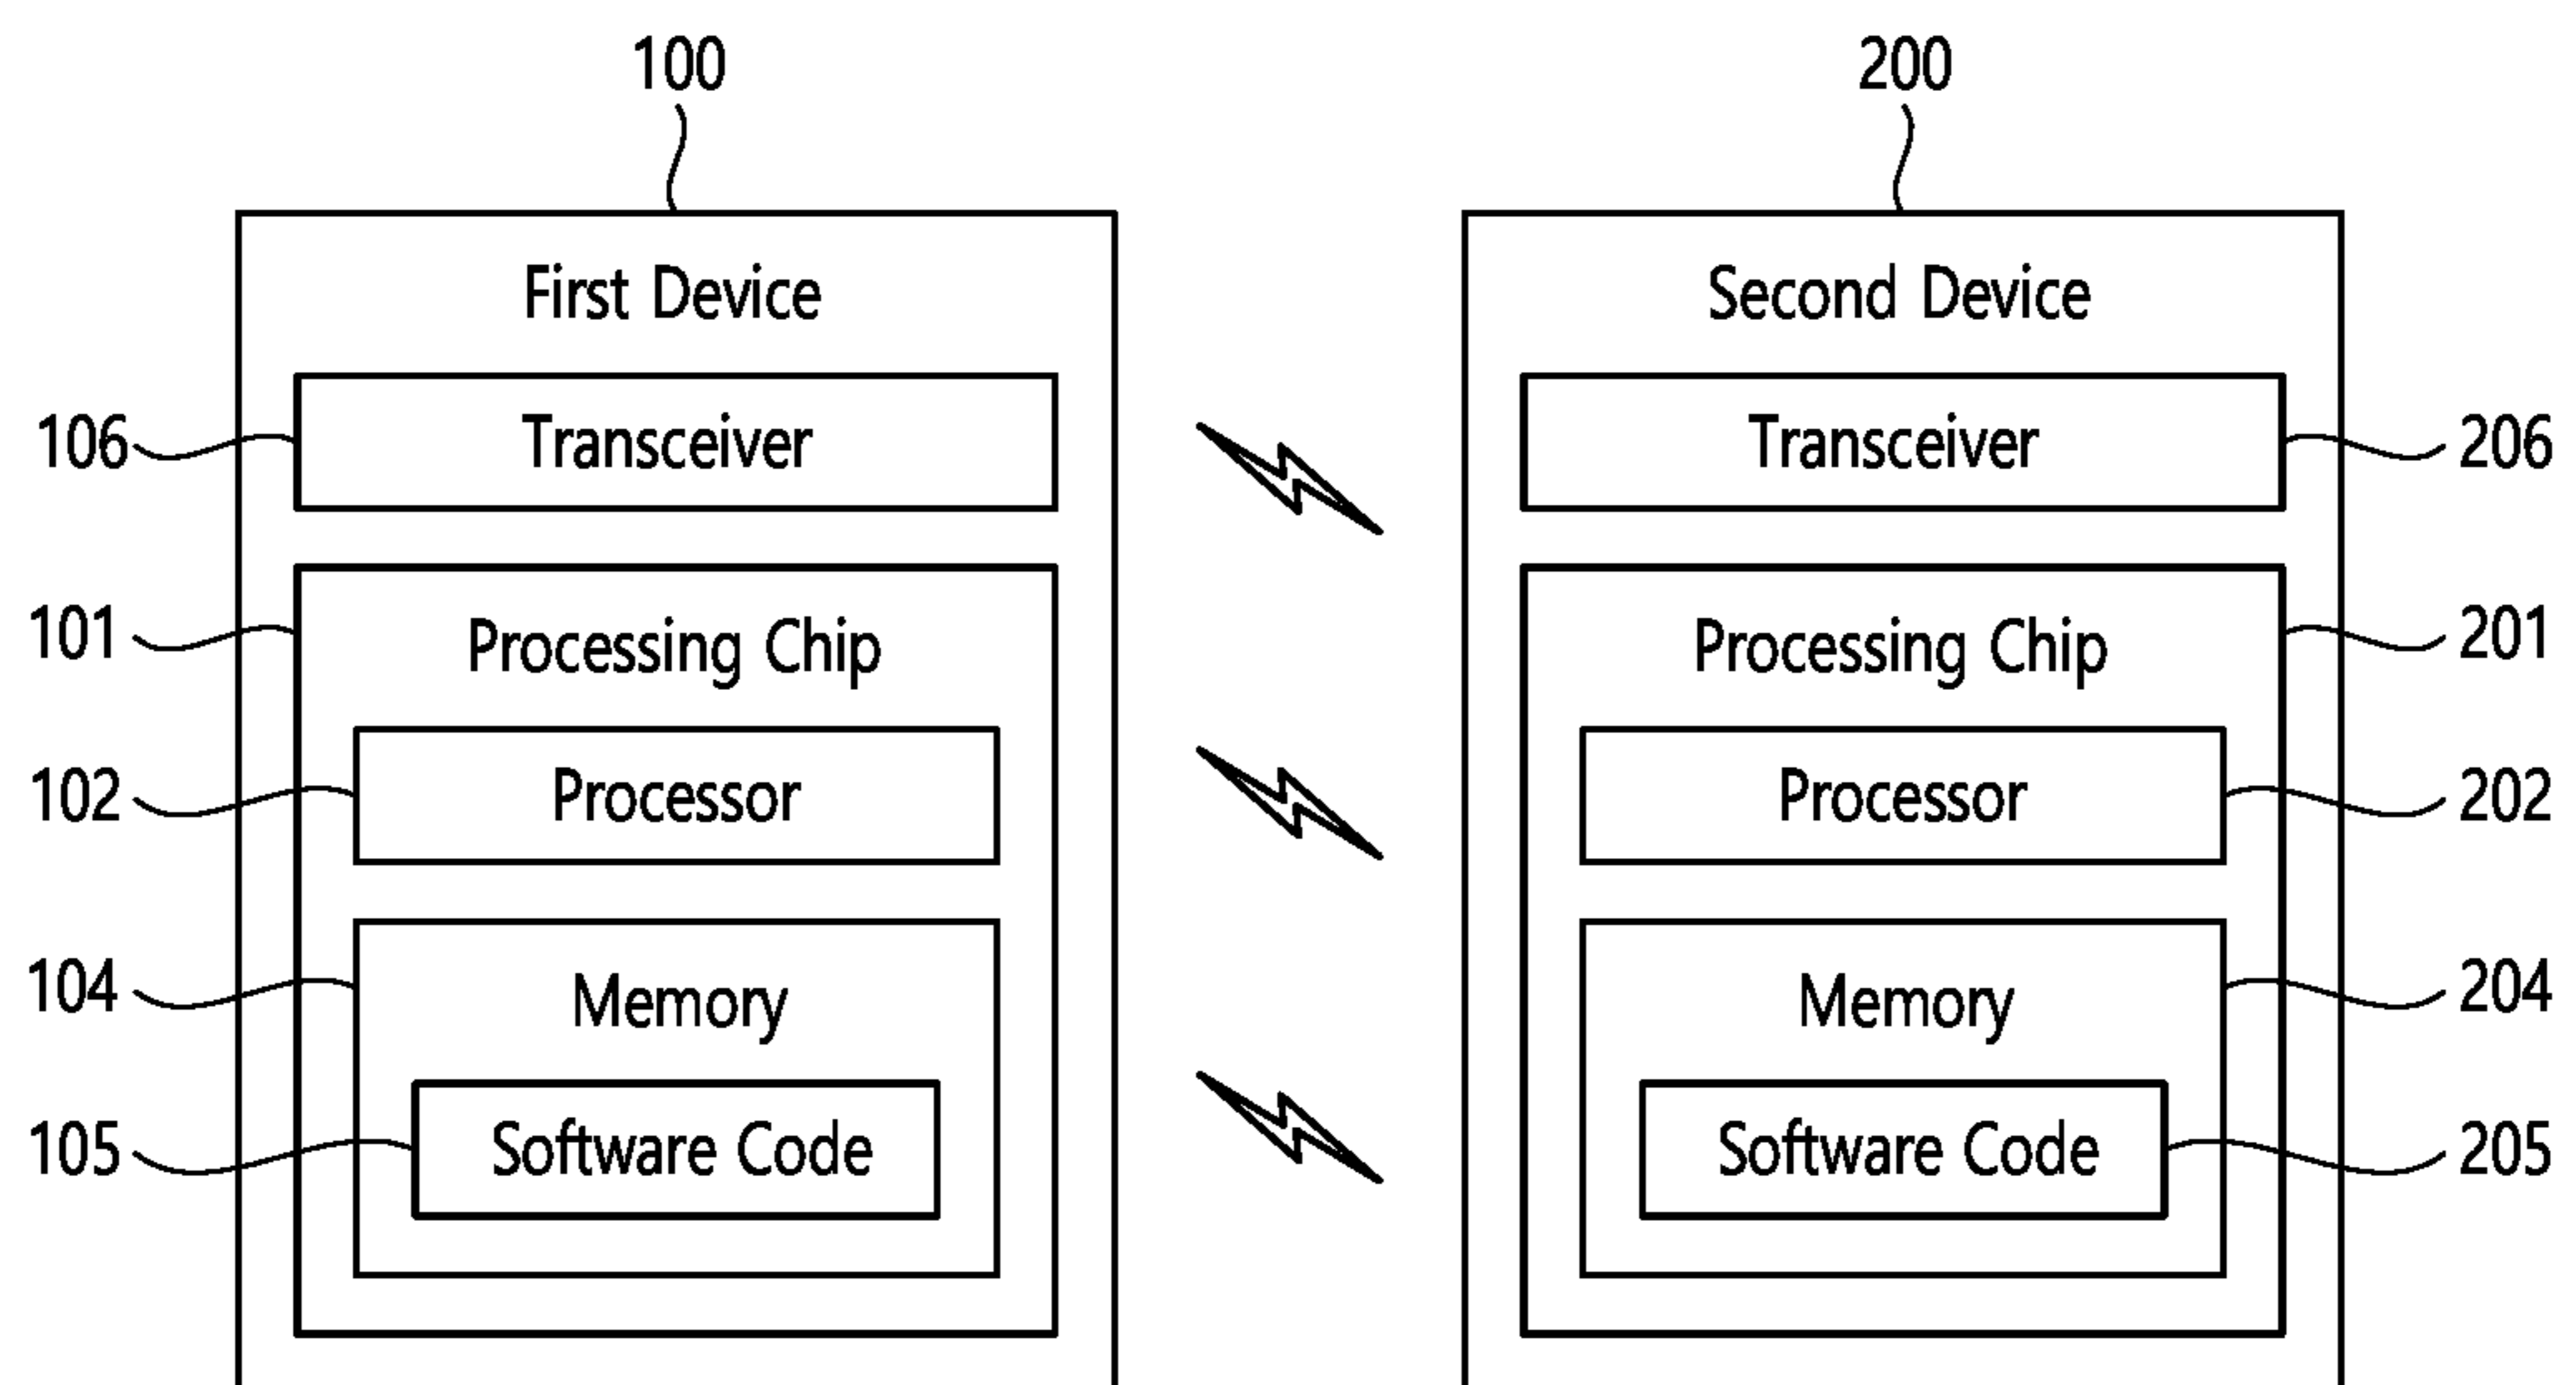 100
200
First Device
Second Device
106
Transceiver
Transceiver
206
101
Processing Chip
Processing Chip
201
102
Processor
Processor
202
104
Memory
Memory
204
105
Software Code
Software Code
205